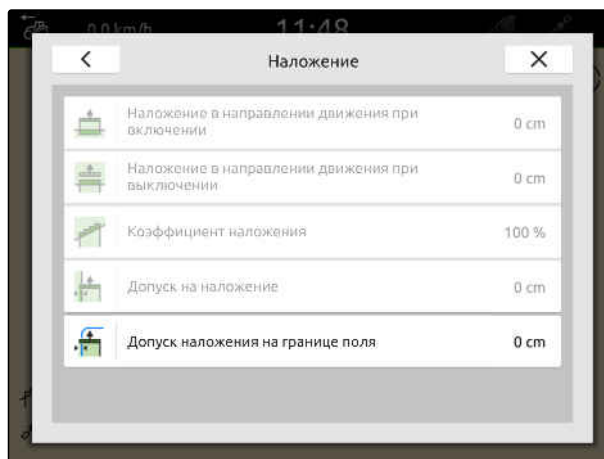 0.0 km/h 11:48
Наложение
Наложение в направлении движения при
включении
0 cm
Наложение в направлении движения при
выключении
0 cm
Коэффициент наложения
100 %
Допуск на наложение
0 cm
Допуск наложения на границе поля
0 cm